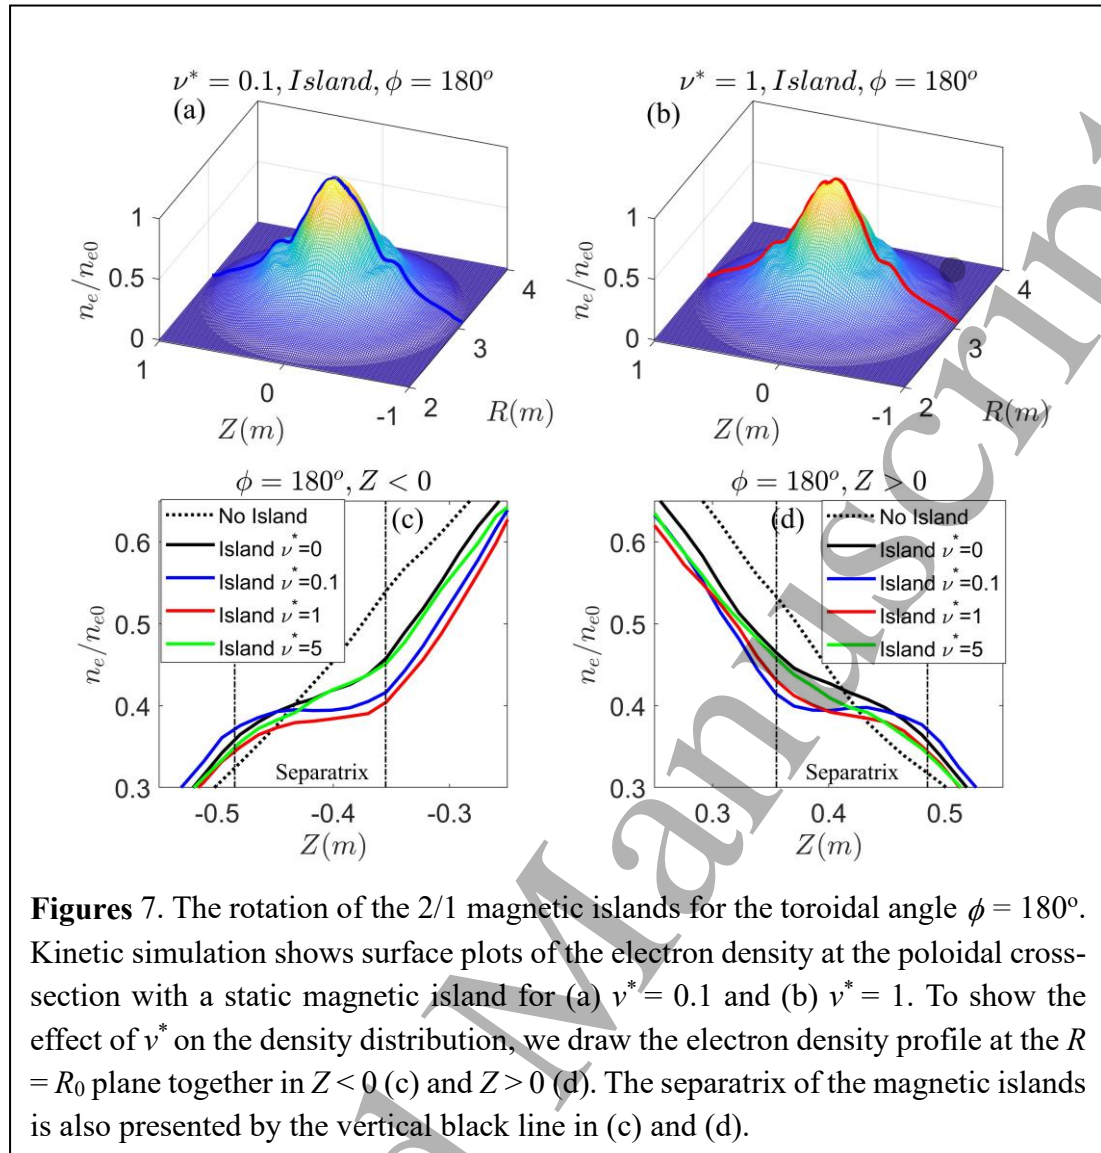 ν* = 0.1, Island, ϕ = 180°
(a)
1
0.5
0
n_e/n_e0
1
0
-1
Z(m)
2
3
4
R(m)
ν* = 1, Island, ϕ = 180°
(b)
1
0.5
0
n_e/n_e0
1
0
-1
Z(m)
2
3
4
R(m)
ϕ = 180°, Z < 0
(c)
No Island
Island ν*=0
Island ν*=0.1
Island ν*=1
Island ν*=5
0.6
0.5
0.4
0.3
n_e/n_e0
Separatrix
-0.5
-0.4
-0.3
Z(m)
ϕ = 180°, Z > 0
(d)
No Island
Island ν*=0
Island ν*=0.1
Island ν*=1
Island ν*=5
0.6
0.5
0.4
0.3
n_e/n_e0
Separatrix
0.3
0.4
0.5
Z(m)
Figures 7. The rotation of the 2/1 magnetic islands for the toroidal angle ϕ = 180°.
Kinetic simulation shows surface plots of the electron density at the poloidal cross-
section with a static magnetic island for (a) v* = 0.1 and (b) v* = 1. To show the
effect of v* on the density distribution, we draw the electron density profile at the R
= R0 plane together in Z < 0 (c) and Z > 0 (d). The separatrix of the magnetic islands
is also presented by the vertical black line in (c) and (d).